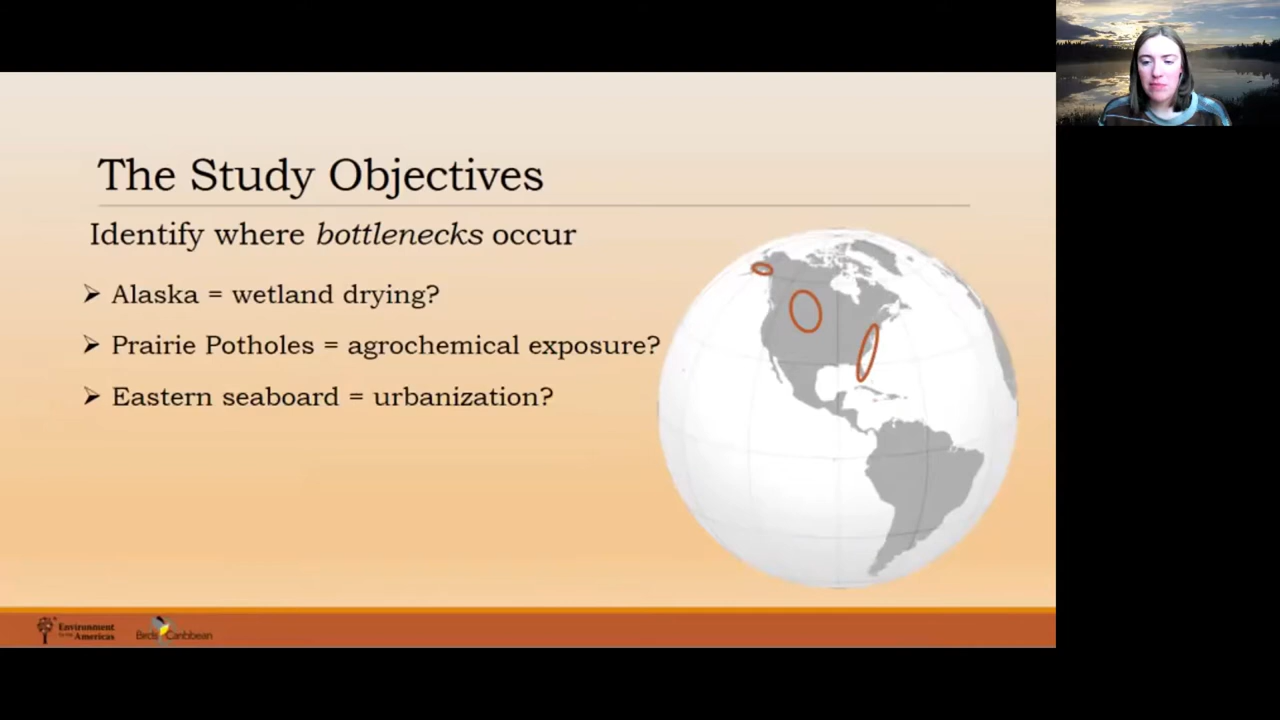 The Study Objectives
Identify where bottlenecks occur
Alaska = wetland drying?
Prairie Potholes = agrochemical exposure?
Eastern seaboard = urbanization?
Environment
for the Americas
Birds Caribbean